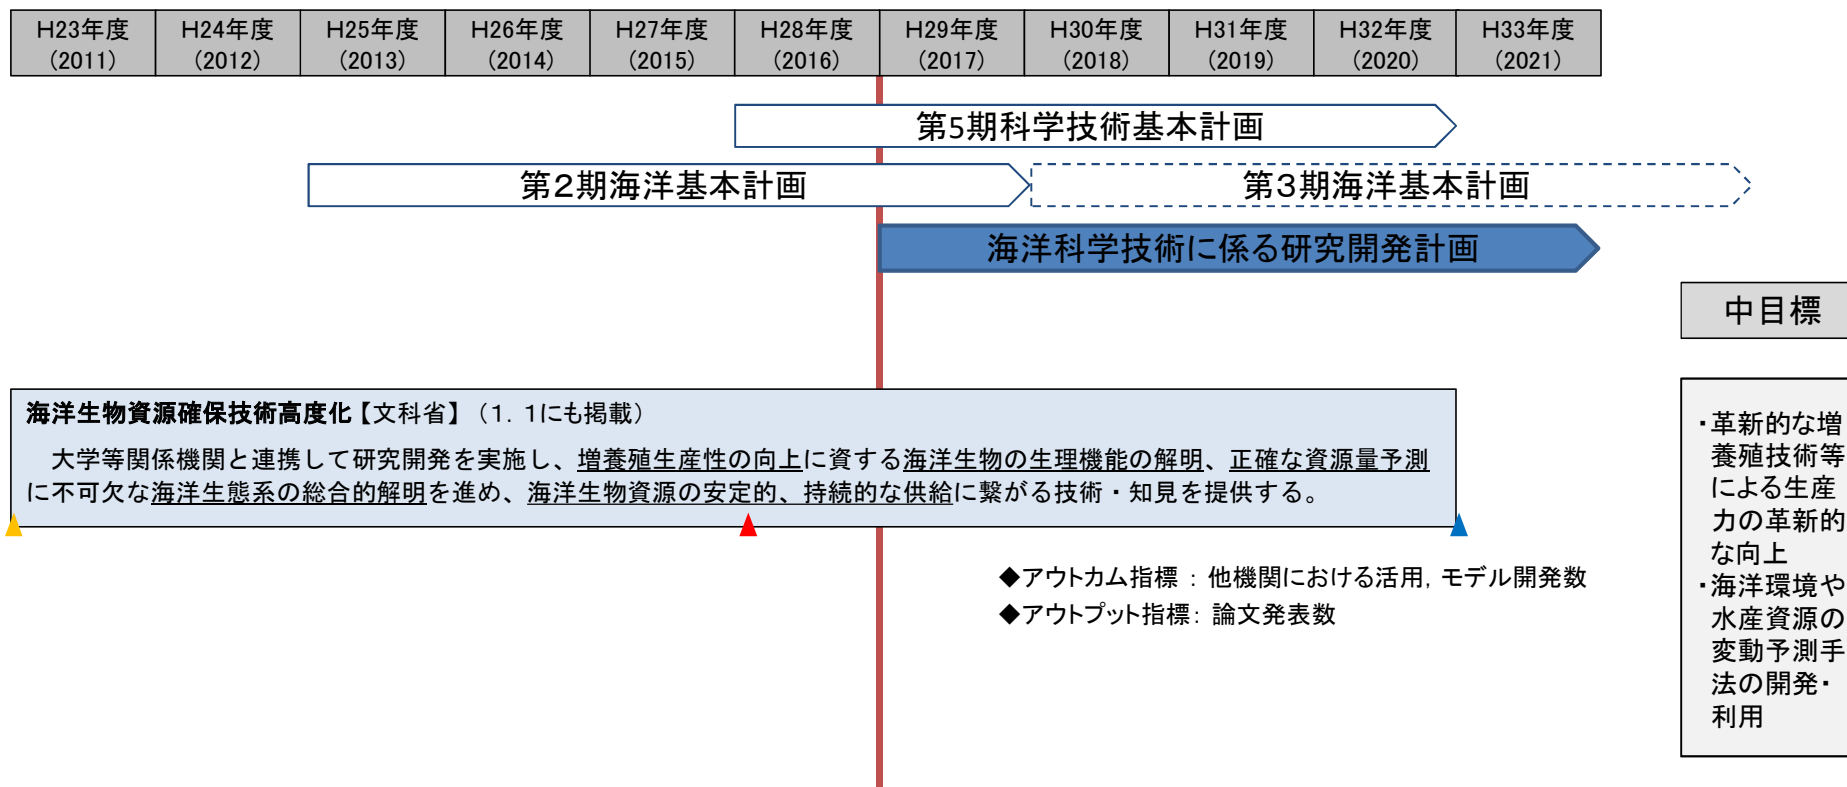 H23年度 H24年度 H25年度 H26年度 H27年度 H28年度 H29年度 H30年度 H31年度 H32年度 H33年度
（2011） （2012） （2013） （2014） （2015） （2016） （2017） （2018） （2019） （2020） （2021）
第5期科学技術基本計画
第２期海洋基本計画 第３期海洋基本計画
海洋科学技術に係る研究開発計画
中目標
海洋生物資源確保技術高度化【文科省】（１．１にも掲載）
大学等関係機関と連携して研究開発を実施し、増養殖生産性の向上に資する海洋生物の生理機能の解明、正確な資源量予測
に不可欠な海洋生態系の総合的解明を進め、海洋生物資源の安定的、持続的な供給に繋がる技術・知見を提供する。
◆アウトカム指標：他機関における活用，モデル開発数
◆アウトプット指標：論文発表数
・革新的な増
養殖技術等
による生産
力の革新的
な向上
・海洋環境や
水産資源の
変動予測手
法の開発・
利用